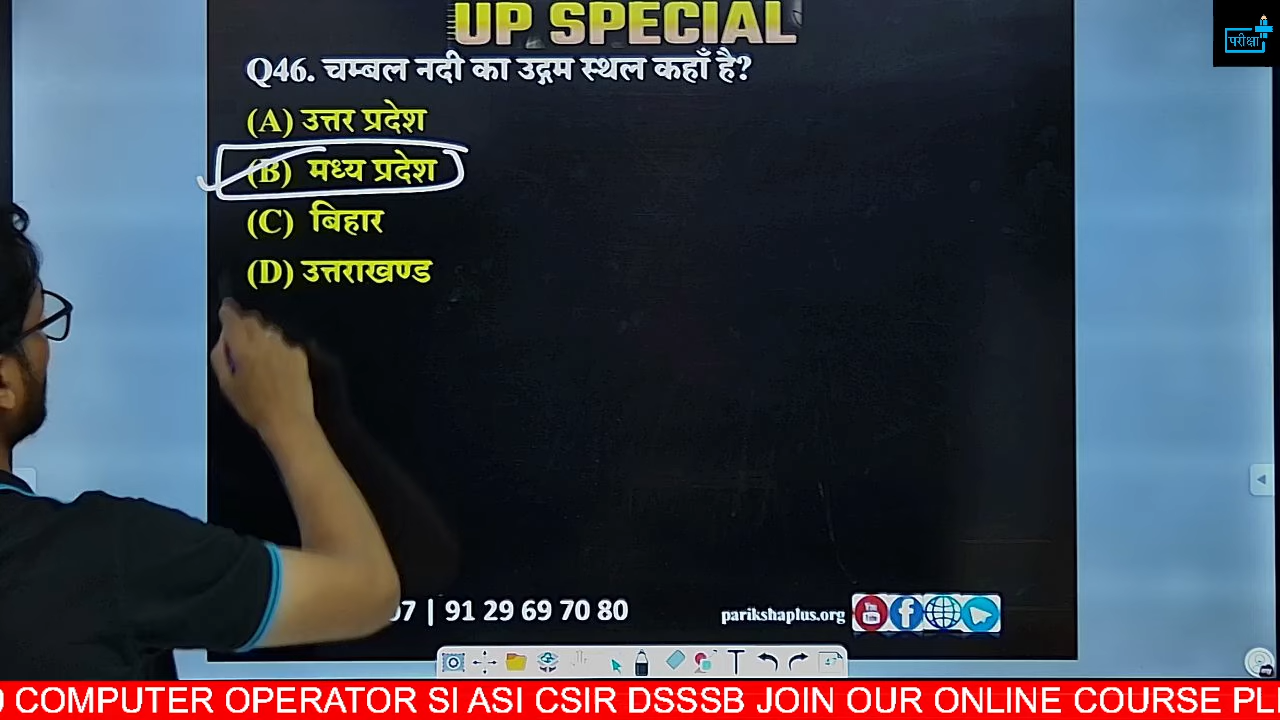 UP SPECIAL
परीक्षा
Q46. चम्बल नदी का उद्गम स्थल कहाँ है?
(A) उत्तर प्रदेश
(B) मध्य प्रदेश
(C) बिहार
(D) उत्तराखण्ड
07 | 91 29 69 70 80
parikshaplus.org
You
COMPUTER OPERATOR SI ASI CSIR DSSSB JOIN OUR ONLINE COURSE